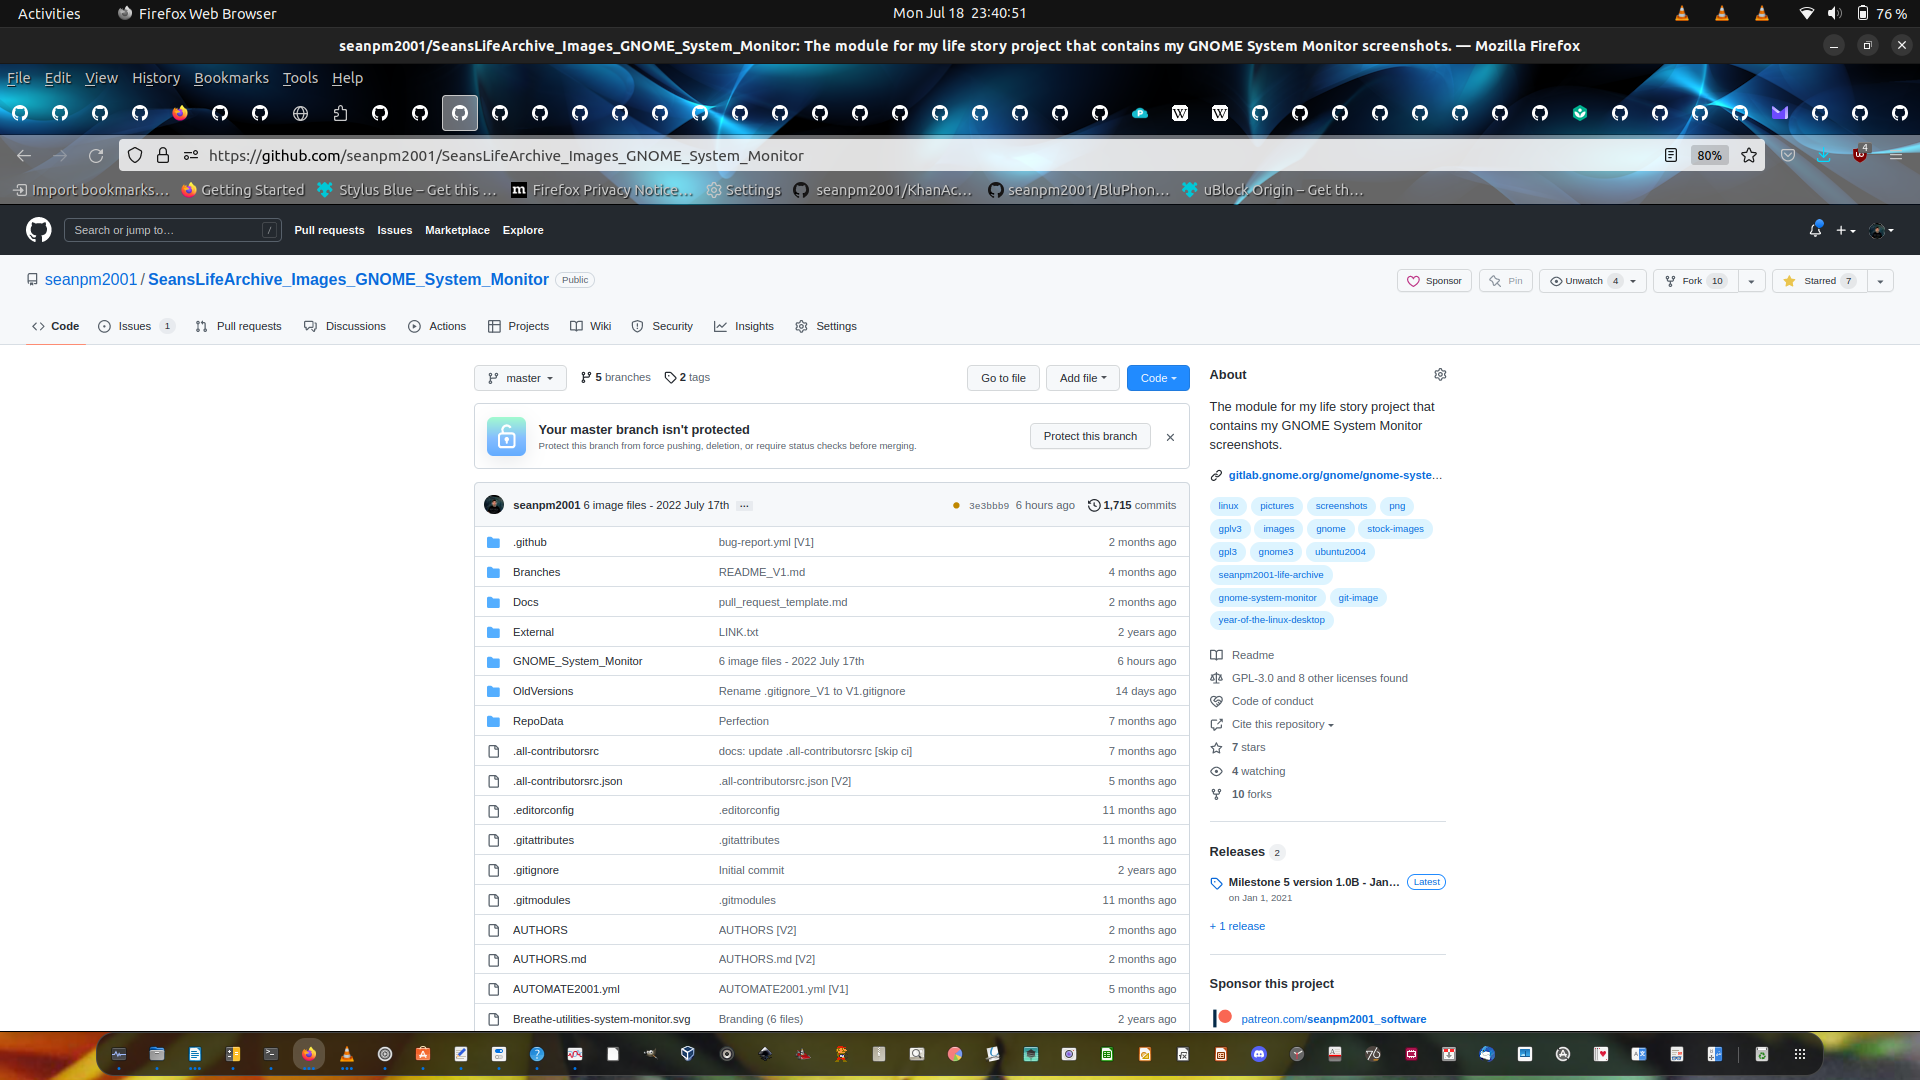 Activities Firefox Web Browser Mon Jul 18 23:40:51 76 %
seanpm2001/SeansLifeArchive_Images_GNOME_System_Monitor: The module for my life story project that contains my GNOME System Monitor screenshots. — Mozilla Firefox
File Edit View History Bookmarks Tools Help
https://github.com/seanpm2001/SeansLifeArchive_Images_GNOME_System_Monitor 80% 4
Import bookmarks… Getting Started Stylus Blue – Get this … Firefox Privacy Notice… Settings seanpm2001/KhanAc… seanpm2001/BluPhon… uBlock Origin – Get th…
Search or jump to… / Pull requests Issues Marketplace Explore
seanpm2001 / SeansLifeArchive_Images_GNOME_System_Monitor Public Sponsor Pin Unwatch 4 Fork 10 Starred 7
Code Issues 1 Pull requests Discussions Actions Projects Wiki Security Insights Settings
master 5 branches 2 tags Go to file Add file Code
Your master branch isn't protected
Protect this branch from force pushing, deletion, or require status checks before merging.
Protect this branch
seanpm2001 6 image files - 2022 July 17th … 3e3bbb9 6 hours ago 1,715 commits
.github bug-report.yml [V1] 2 months ago
Branches README_V1.md 4 months ago
Docs pull_request_template.md 2 months ago
External LINK.txt 2 years ago
GNOME_System_Monitor 6 image files - 2022 July 17th 6 hours ago
OldVersions Rename .gitignore_V1 to V1.gitignore 14 days ago
RepoData Perfection 7 months ago
.all-contributorsrc docs: update .all-contributorsrc [skip ci] 7 months ago
.all-contributorsrc.json .all-contributorsrc.json [V2] 5 months ago
.editorconfig .editorconfig 11 months ago
.gitattributes .gitattributes 11 months ago
.gitignore Initial commit 2 years ago
.gitmodules .gitmodules 11 months ago
AUTHORS AUTHORS [V2] 2 months ago
AUTHORS.md AUTHORS.md [V2] 2 months ago
AUTOMATE2001.yml AUTOMATE2001.yml [V1] 5 months ago
Breathe-utilities-system-monitor.svg Branding (6 files) 2 years ago
About
The module for my life story project that
contains my GNOME System Monitor
screenshots.
gitlab.gnome.org/gnome/gnome-syste…
linux pictures screenshots png
gplv3 images gnome stock-images
gpl3 gnome3 ubuntu2004
seanpm2001-life-archive
gnome-system-monitor git-image
year-of-the-linux-desktop
Readme
GPL-3.0 and 8 other licenses found
Code of conduct
Cite this repository
7 stars
4 watching
10 forks
Releases 2
Milestone 5 version 1.0B - Jan… Latest
on Jan 1, 2021
+ 1 release
Sponsor this project
patreon.com/seanpm2001_software